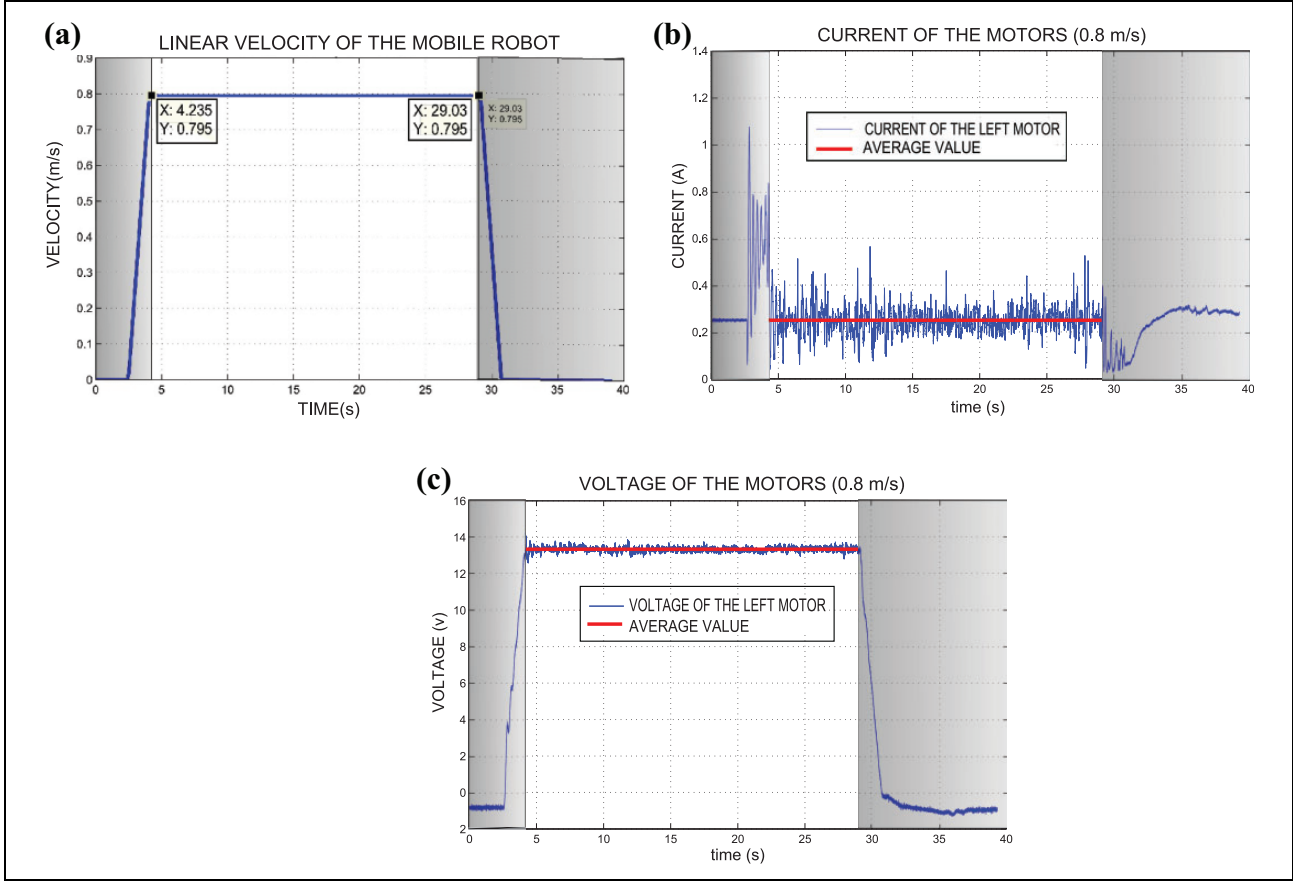 (a)
LINEAR VELOCITY OF THE MOBILE ROBOT
0.9
0.8
0.7
0.6
0.5
0.4
0.3
0.2
0.1
0
VELOCITY(m/s)
X: 4.235
Y: 0.795
X: 29.03
Y: 0.795
X: 29.03
Y: 0.795
0 5 10 15 20 25 30 35 40
TIME(s)
(b)
CURRENT OF THE MOTORS (0.8 m/s)
1.4
1.2
1
0.8
0.6
0.4
0.2
0
CURRENT (A)
CURRENT OF THE LEFT MOTOR
AVERAGE VALUE
0 5 10 15 20 25 30 35 40
time (s)
(c)
VOLTAGE OF THE MOTORS (0.8 m/s)
16
14
12
10
8
6
4
2
0
2
VOLTAGE (v)
VOLTAGE OF THE LEFT MOTOR
AVERAGE VALUE
0 5 10 15 20 25 30 35 40
time (s)